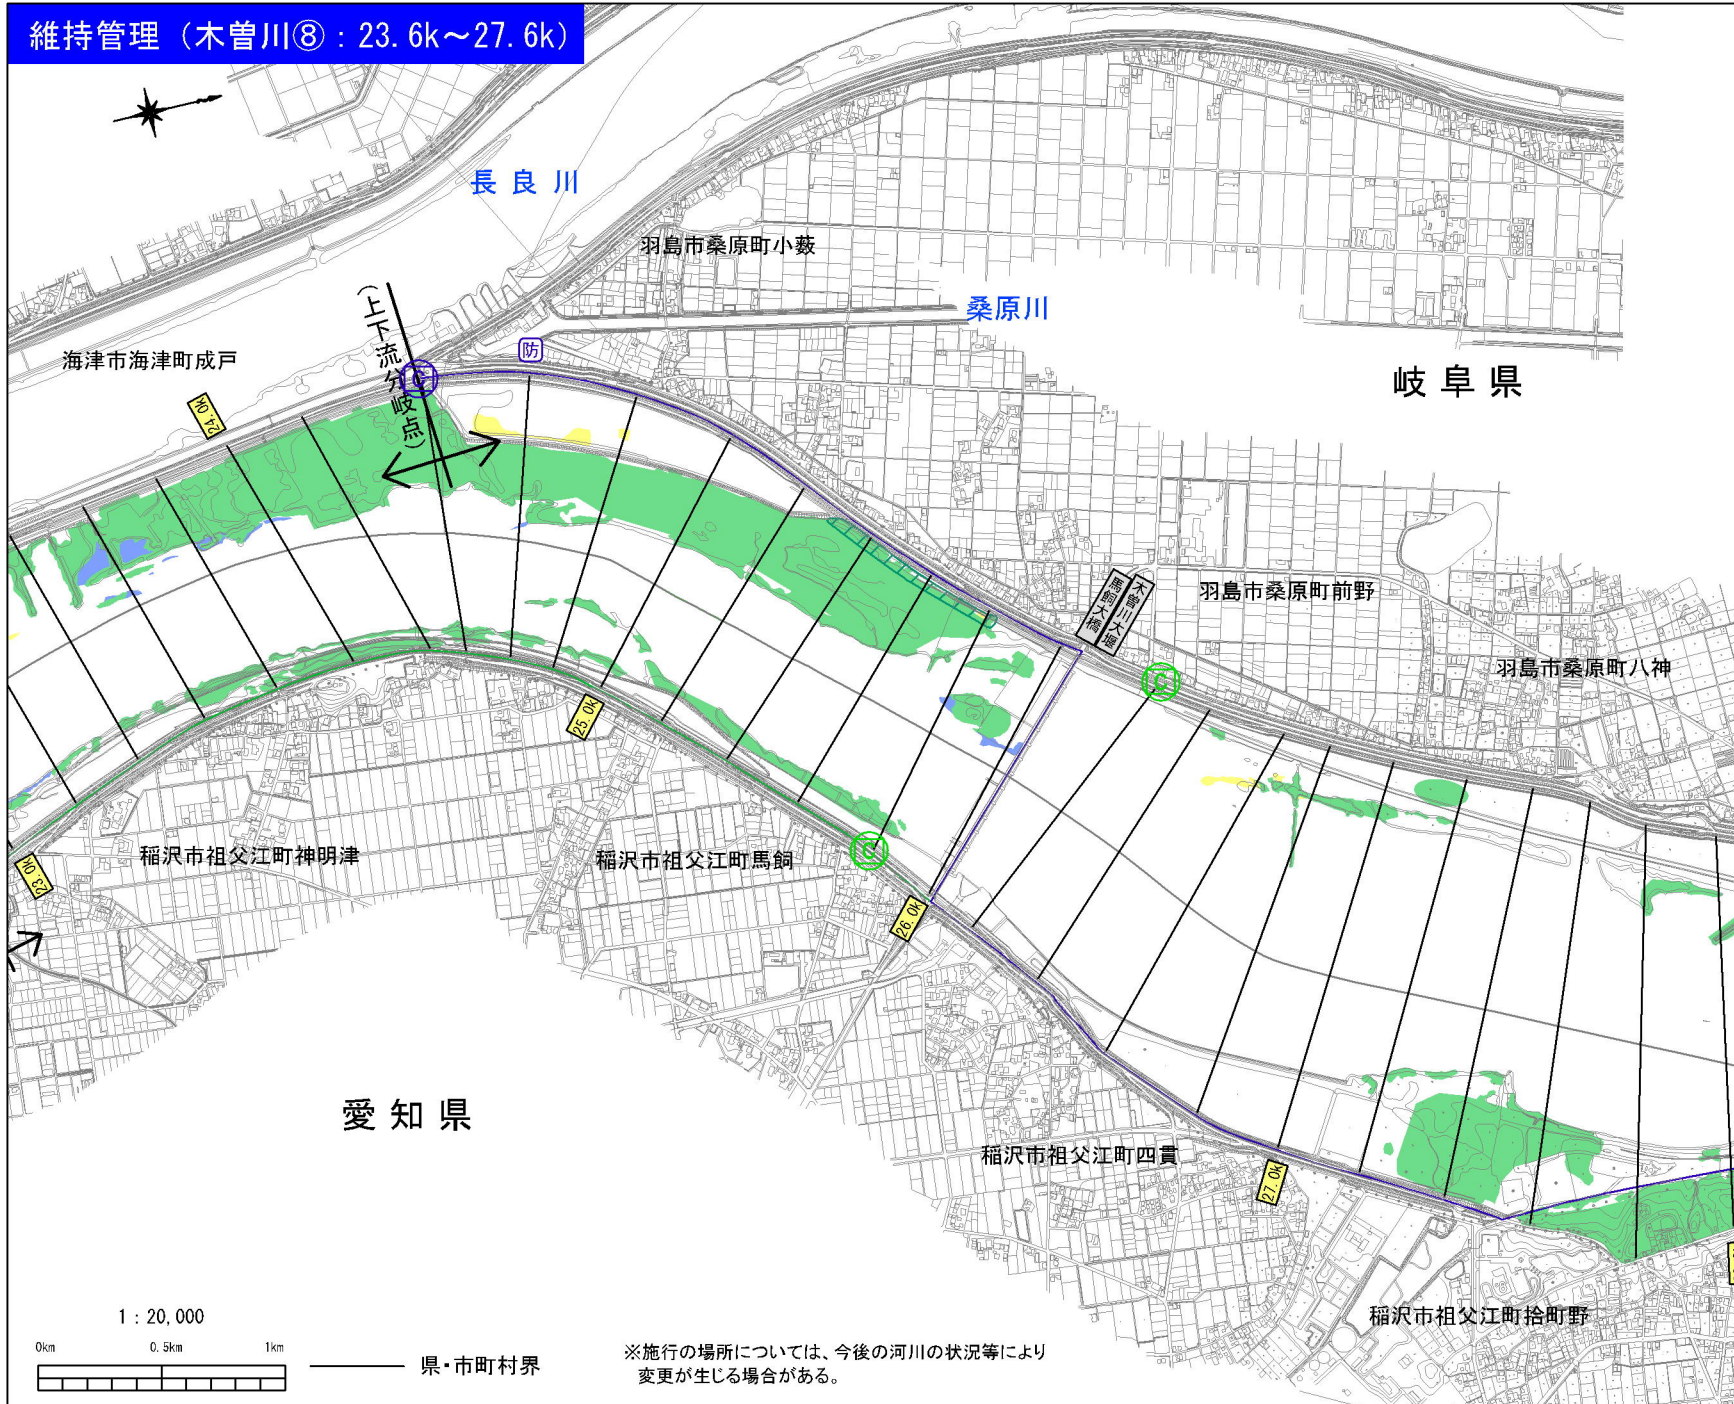 維持管理（木曽川⑧：23.6k～27.6k）
長良川
羽島市桑原町小薮
桑原川
(上下流分岐点)
防
C
海津市海津町成戸
24.0k
岐阜県
馬飼大橋
木曽川大堰
羽島市桑原町前野
羽島市桑原町八神
C
25.0k
稲沢市祖父江町神明津
稲沢市祖父江町馬飼
C
23.0k
26.0k
愛知県
稲沢市祖父江町四貫
27.0k
稲沢市祖父江町拾町野
1：20,000
0km 0.5km 1km
県・市町村界
※施行の場所については、今後の河川の状況等により
変更が生じる場合がある。